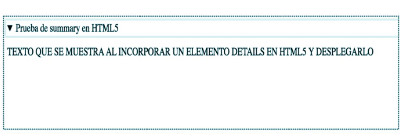 ▼ Prueba de summary en HTML5
TEXTO QUE SE MUESTRA AL INCORPORAR UN ELEMENTO DETAILS EN HTML5 Y DESPLEGARLO